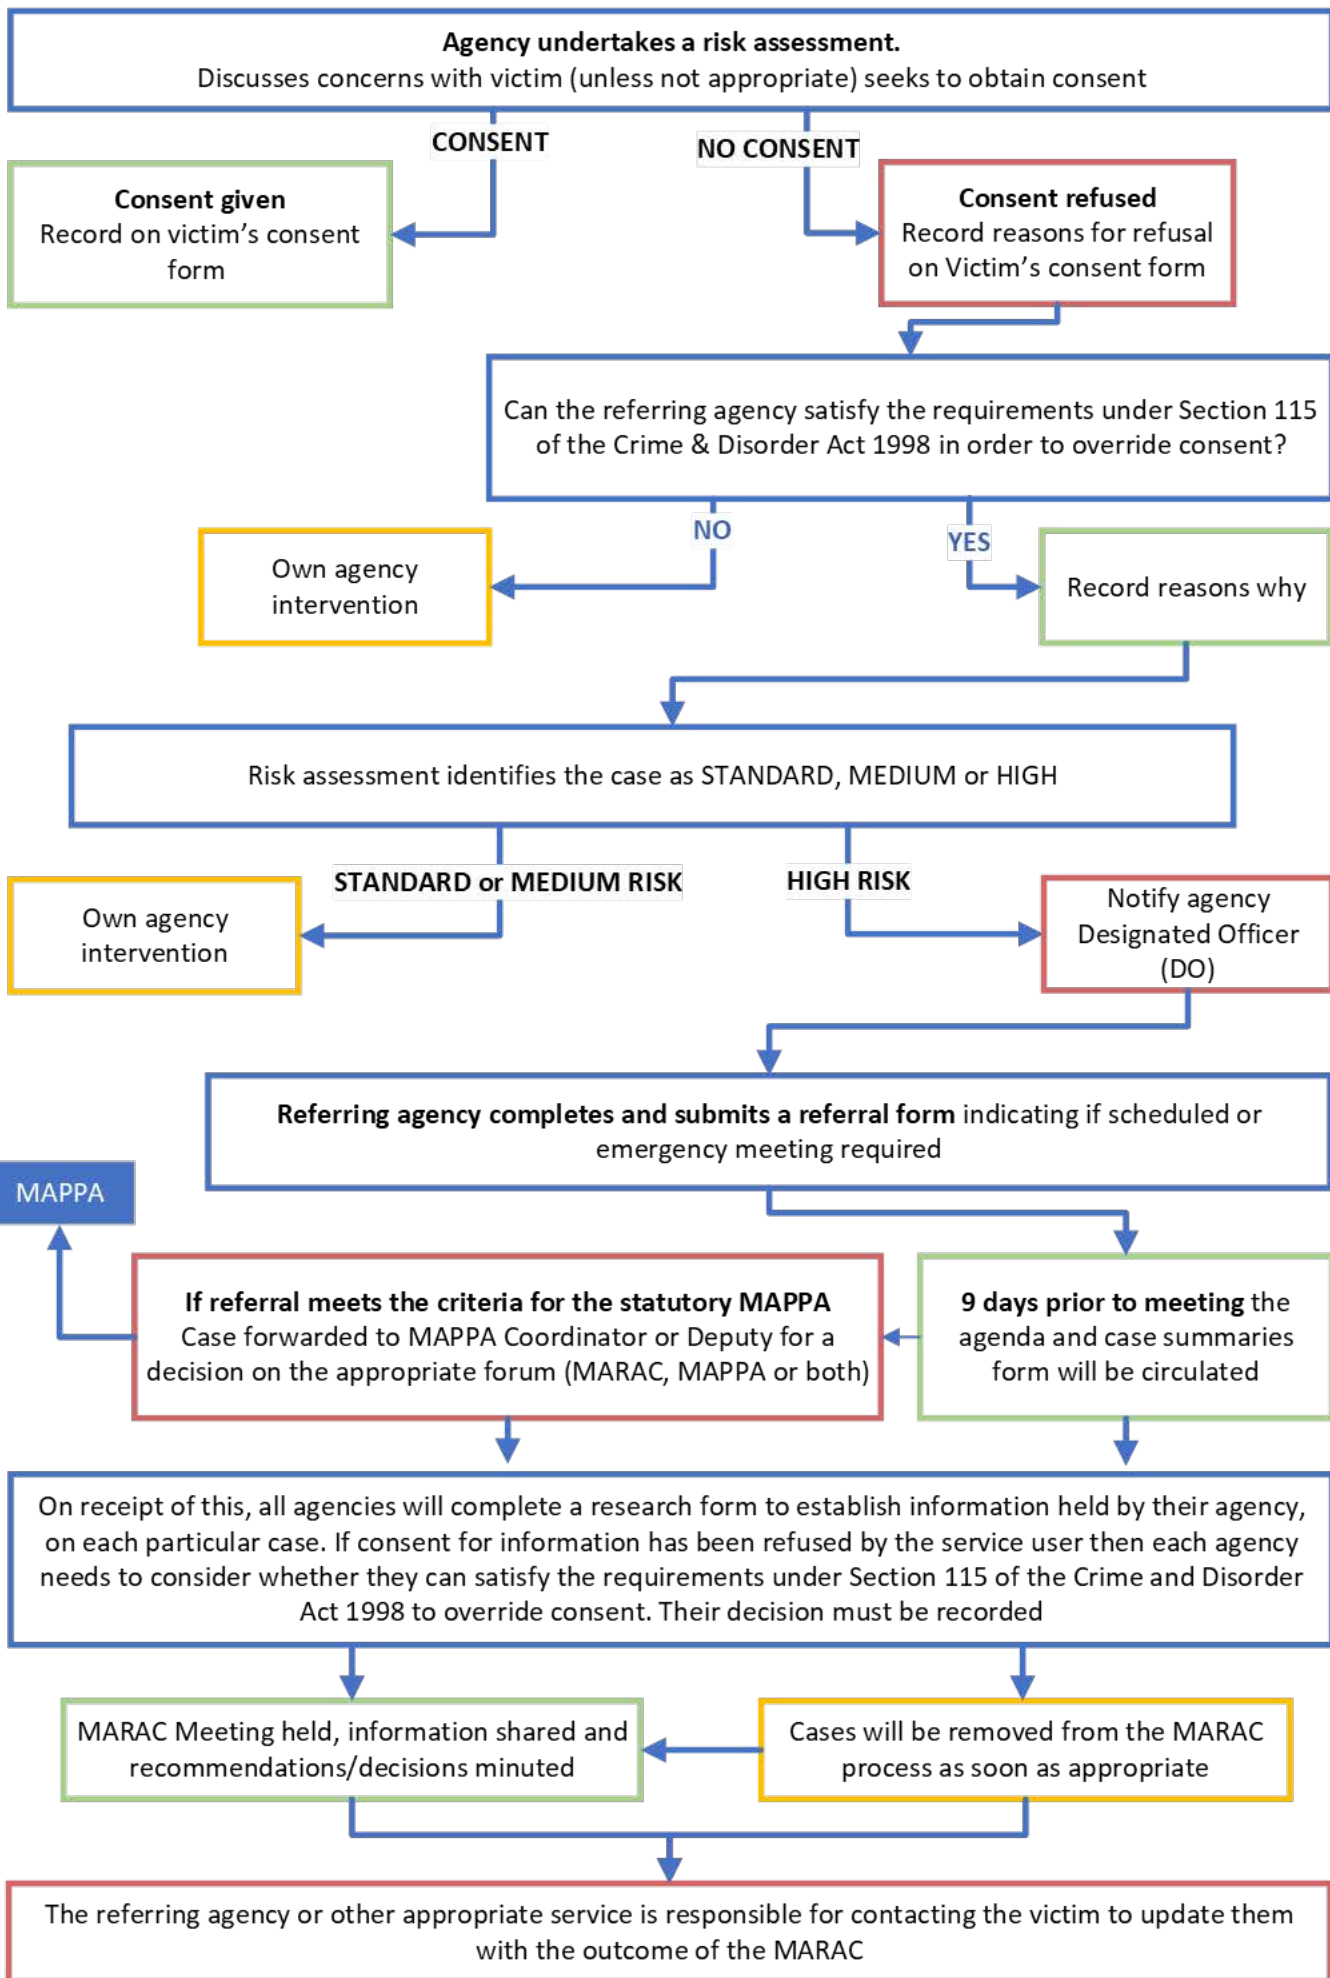 Agency undertakes a risk assessment.
Discusses concerns with victim (unless not appropriate) seeks to obtain consent
CONSENT
NO CONSENT
Consent given
Record on victim’s consent
form
Consent refused
Record reasons for refusal
on Victim’s consent form
Can the referring agency satisfy the requirements under Section 115
of the Crime & Disorder Act 1998 in order to override consent?
NO
YES
Own agency
intervention
Record reasons why
Risk assessment identifies the case as STANDARD, MEDIUM or HIGH
STANDARD or MEDIUM RISK
HIGH RISK
Own agency
intervention
Notify agency
Designated Officer
(DO)
Referring agency completes and submits a referral form indicating if scheduled or
emergency meeting required
MAPPA
If referral meets the criteria for the statutory MAPPA
Case forwarded to MAPPA Coordinator or Deputy for a
decision on the appropriate forum (MARAC, MAPPA or both)
9 days prior to meeting the
agenda and case summaries
form will be circulated
On receipt of this, all agencies will complete a research form to establish information held by their agency,
on each particular case. If consent for information has been refused by the service user then each agency
needs to consider whether they can satisfy the requirements under Section 115 of the Crime and Disorder
Act 1998 to override consent. Their decision must be recorded
MARAC Meeting held, information shared and
recommendations/decisions minuted
Cases will be removed from the MARAC
process as soon as appropriate
The referring agency or other appropriate service is responsible for contacting the victim to update them
with the outcome of the MARAC